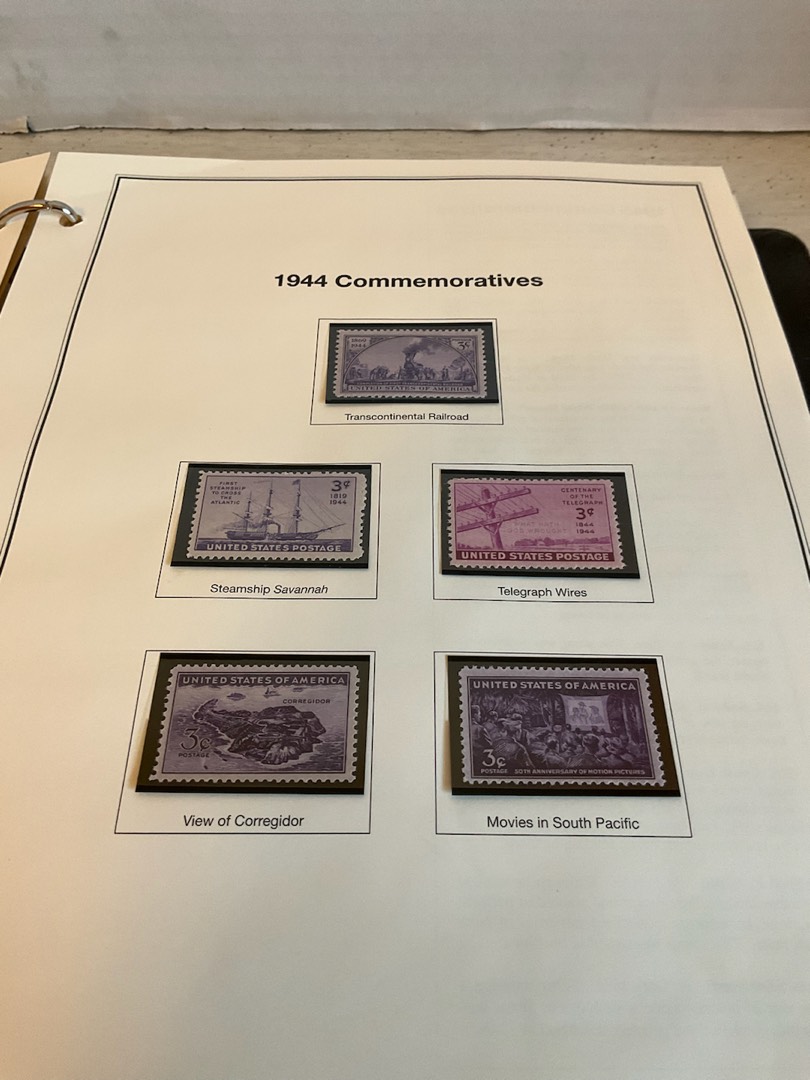 1944 Commemoratives
1869
1944
3¢
UNITED STATES OF AMERICA
Transcontinental Railroad
FIRST
STEAMSHIP
TO CROSS
THE
ATLANTIC
3¢
1819
1944
UNITED STATES POSTAGE
Steamship Savannah
CENTENARY
OF THE
TELEGRAPH
3¢
1844
1944
UNITED STATES POSTAGE
Telegraph Wires
UNITED STATES OF AMERICA
CORREGIDOR
3¢
POSTAGE
View of Corregidor
UNITED STATES OF AMERICA
3¢
POSTAGE 50TH ANNIVERSARY OF MOTION PICTURES
Movies in South Pacific